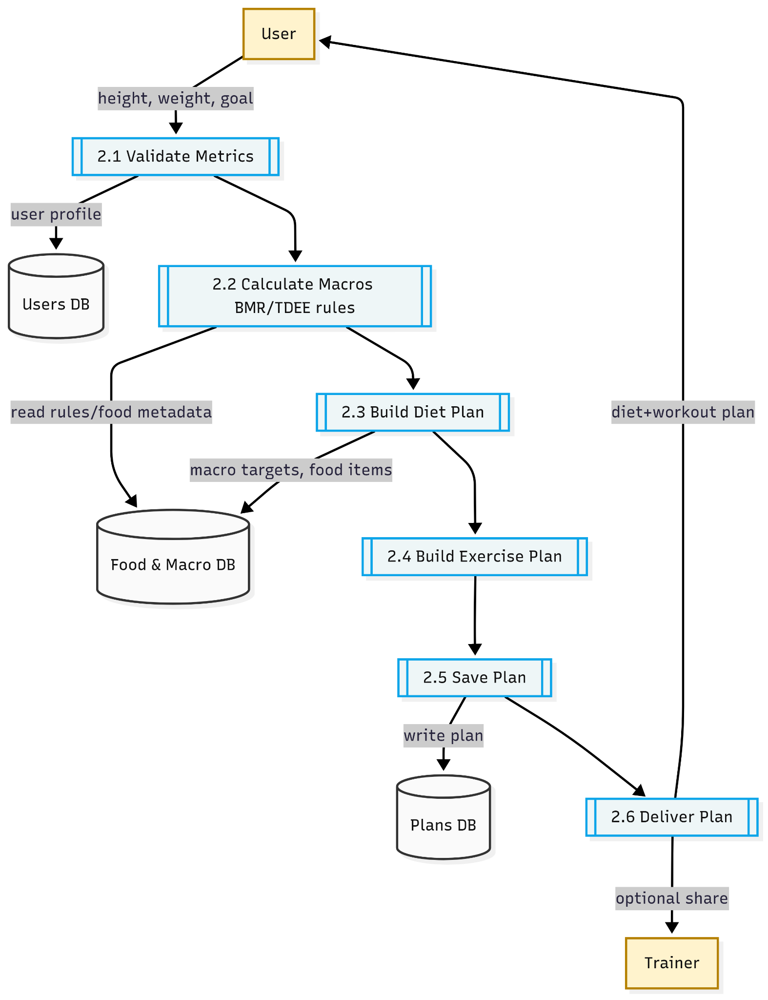 User
height, weight, goal
2.1 Validate Metrics
user profile
Users DB
2.2 Calculate Macros
BMR/TDEE rules
read rules/food metadata
2.3 Build Diet Plan
diet+workout plan
macro targets, food items
Food & Macro DB
2.4 Build Exercise Plan
2.5 Save Plan
write plan
Plans DB
2.6 Deliver Plan
optional share
Trainer